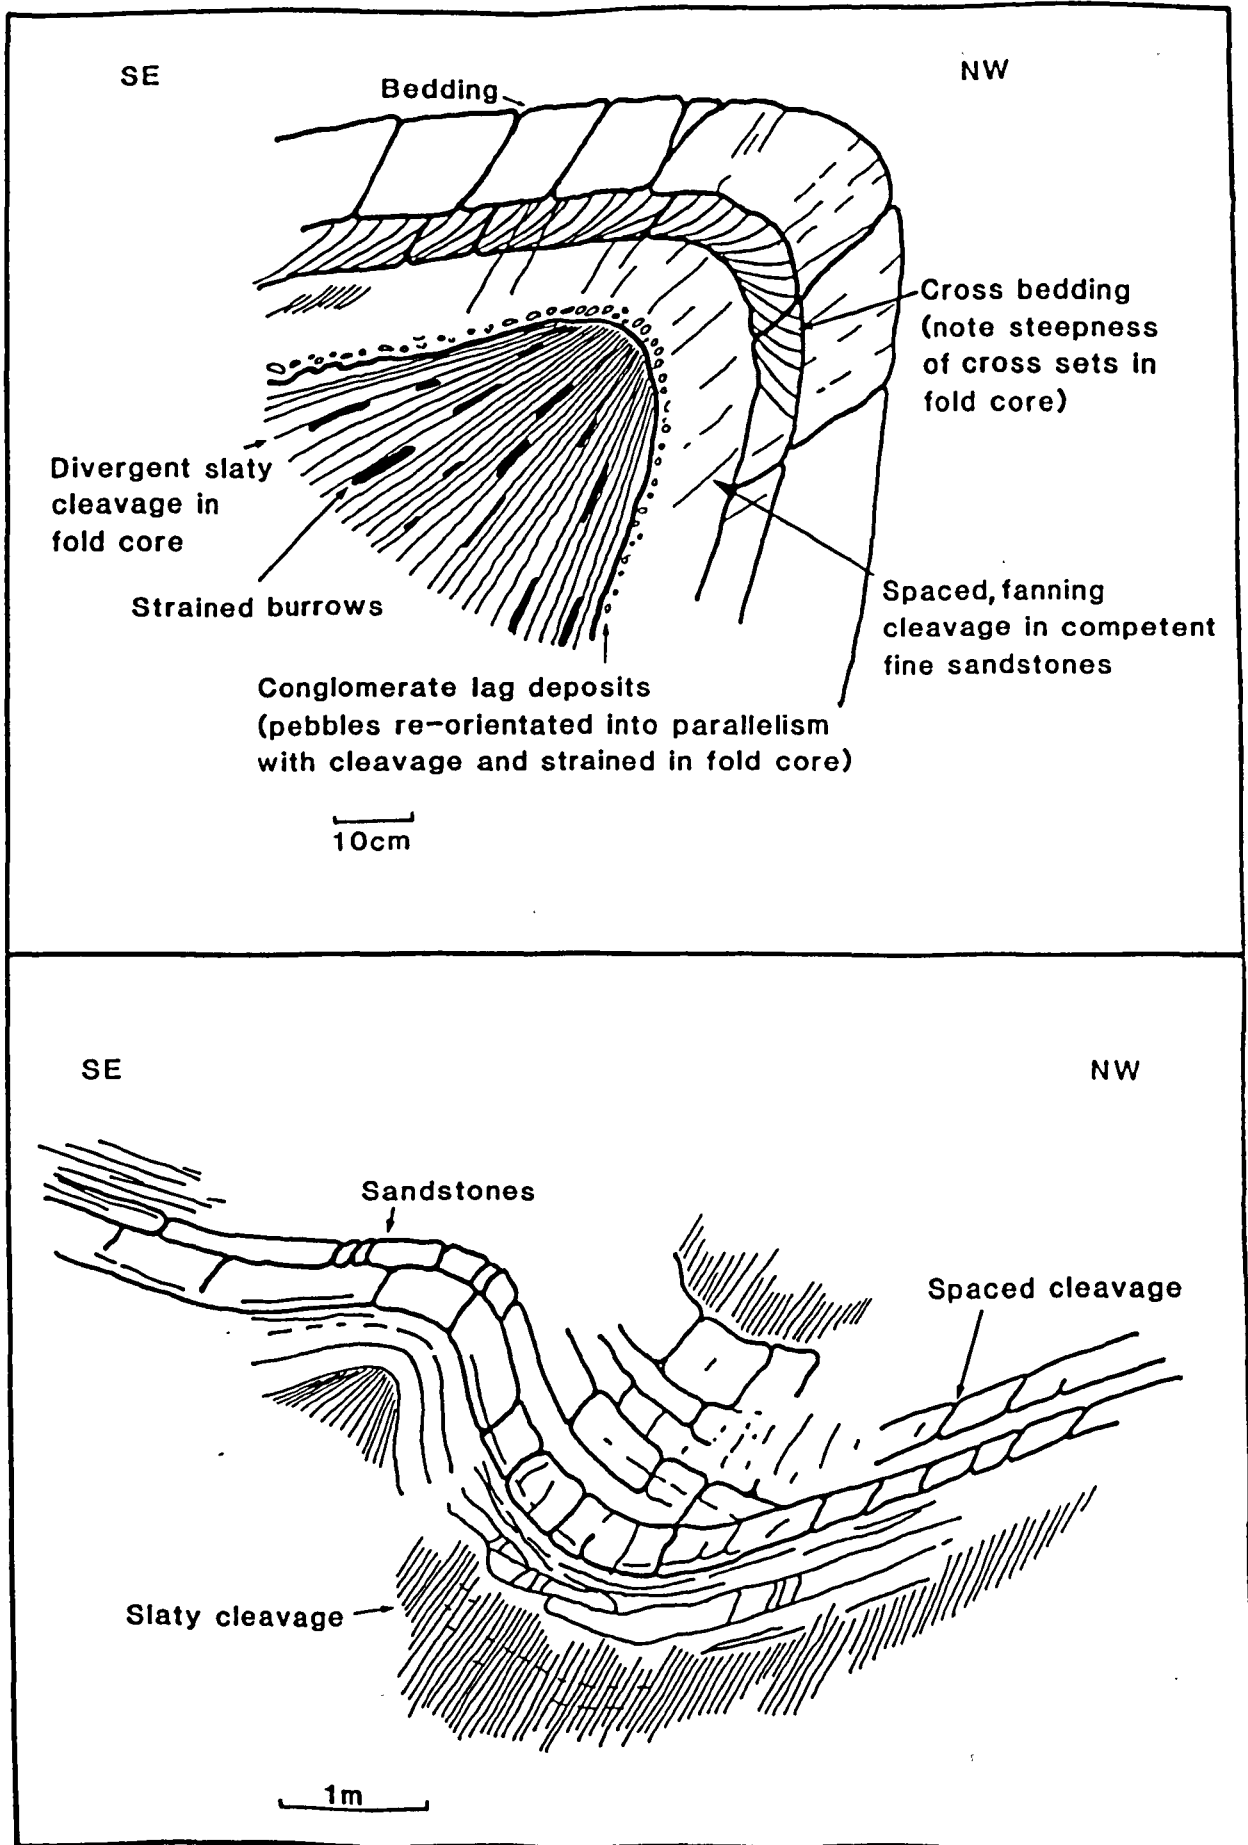 SE
NW
Bedding
Cross bedding
(note steepness
of cross sets in
fold core)
Divergent slaty
cleavage in
fold core
Strained burrows
Spaced, fanning
cleavage in competent
fine sandstones
Conglomerate lag deposits
(pebbles re-orientated into parallelism
with cleavage and strained in fold core)
10cm
SE
NW
Sandstones
Spaced cleavage
Slaty cleavage
1m